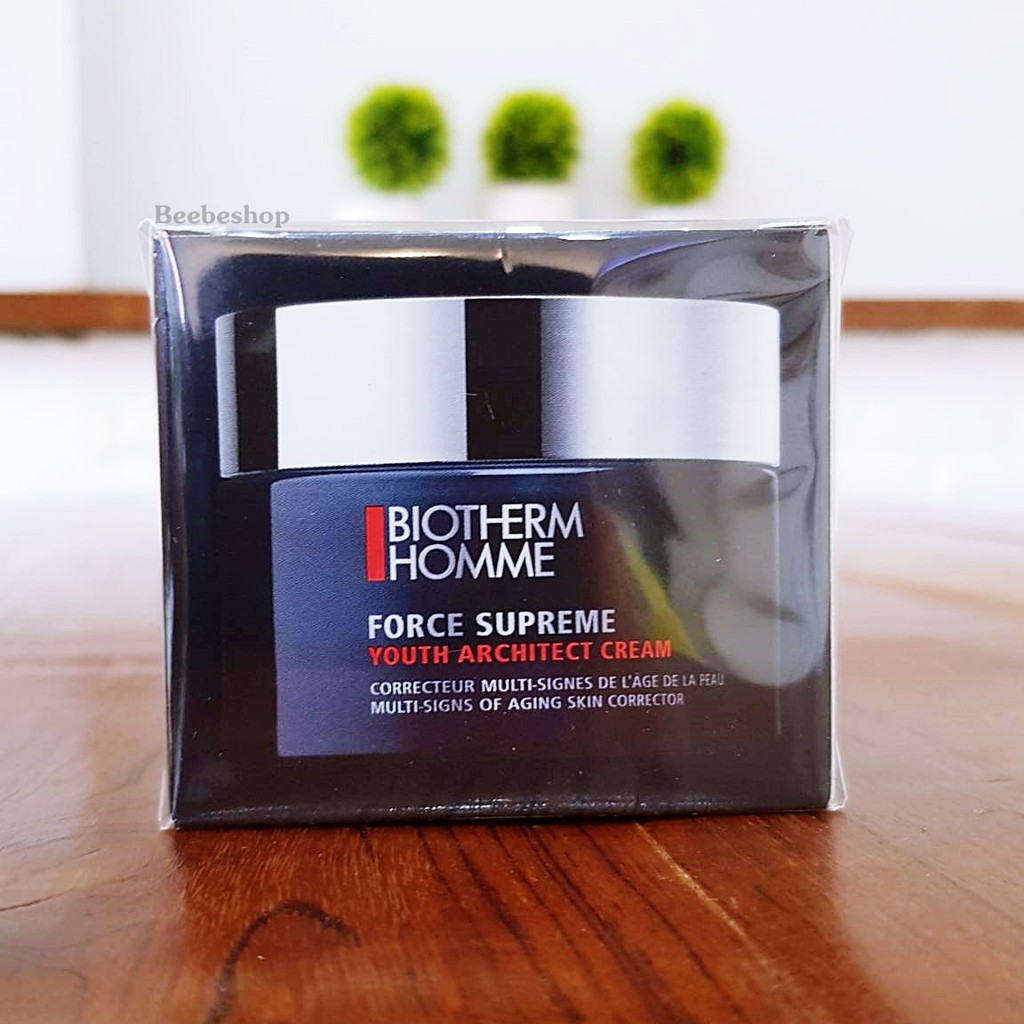 Beebeshop
BIOTHERM
HOMME
FORCE SUPREME
YOUTH ARCHITECT CREAM
CORRECTEUR MULTI-SIGNES DE L'ÂGE DE LA PEAU
MULTI-SIGNS OF AGING SKIN CORRECTOR